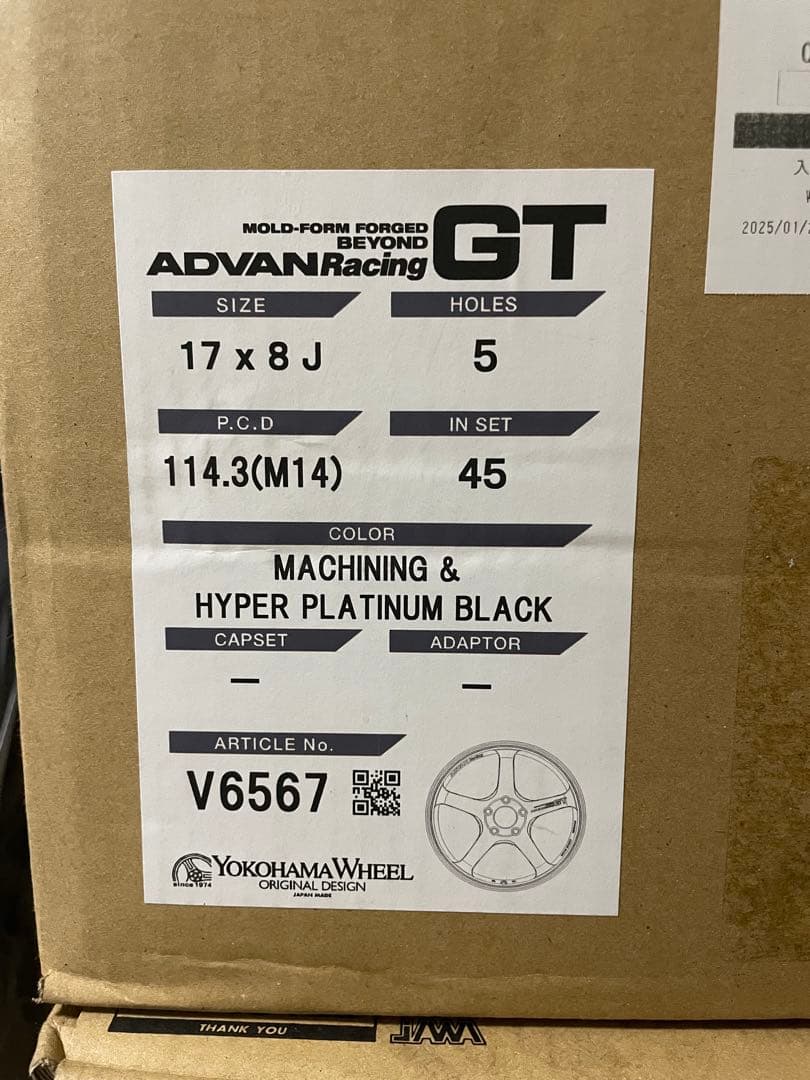 MOLD-FORM FORGED
BEYOND
ADVAN Racing GT
SIZE
HOLES
17 x 8 J
5
P.C.D
IN SET
114.3(M14)
45
COLOR
MACHINING &
HYPER PLATINUM BLACK
CAPSET
ADAPTOR
–
–
ARTICLE No.
V6567
since 1974
YOKOHAMA WHEEL
ORIGINAL DESIGN
JAPAN MADE
入
2025/01/2
THANK YOU